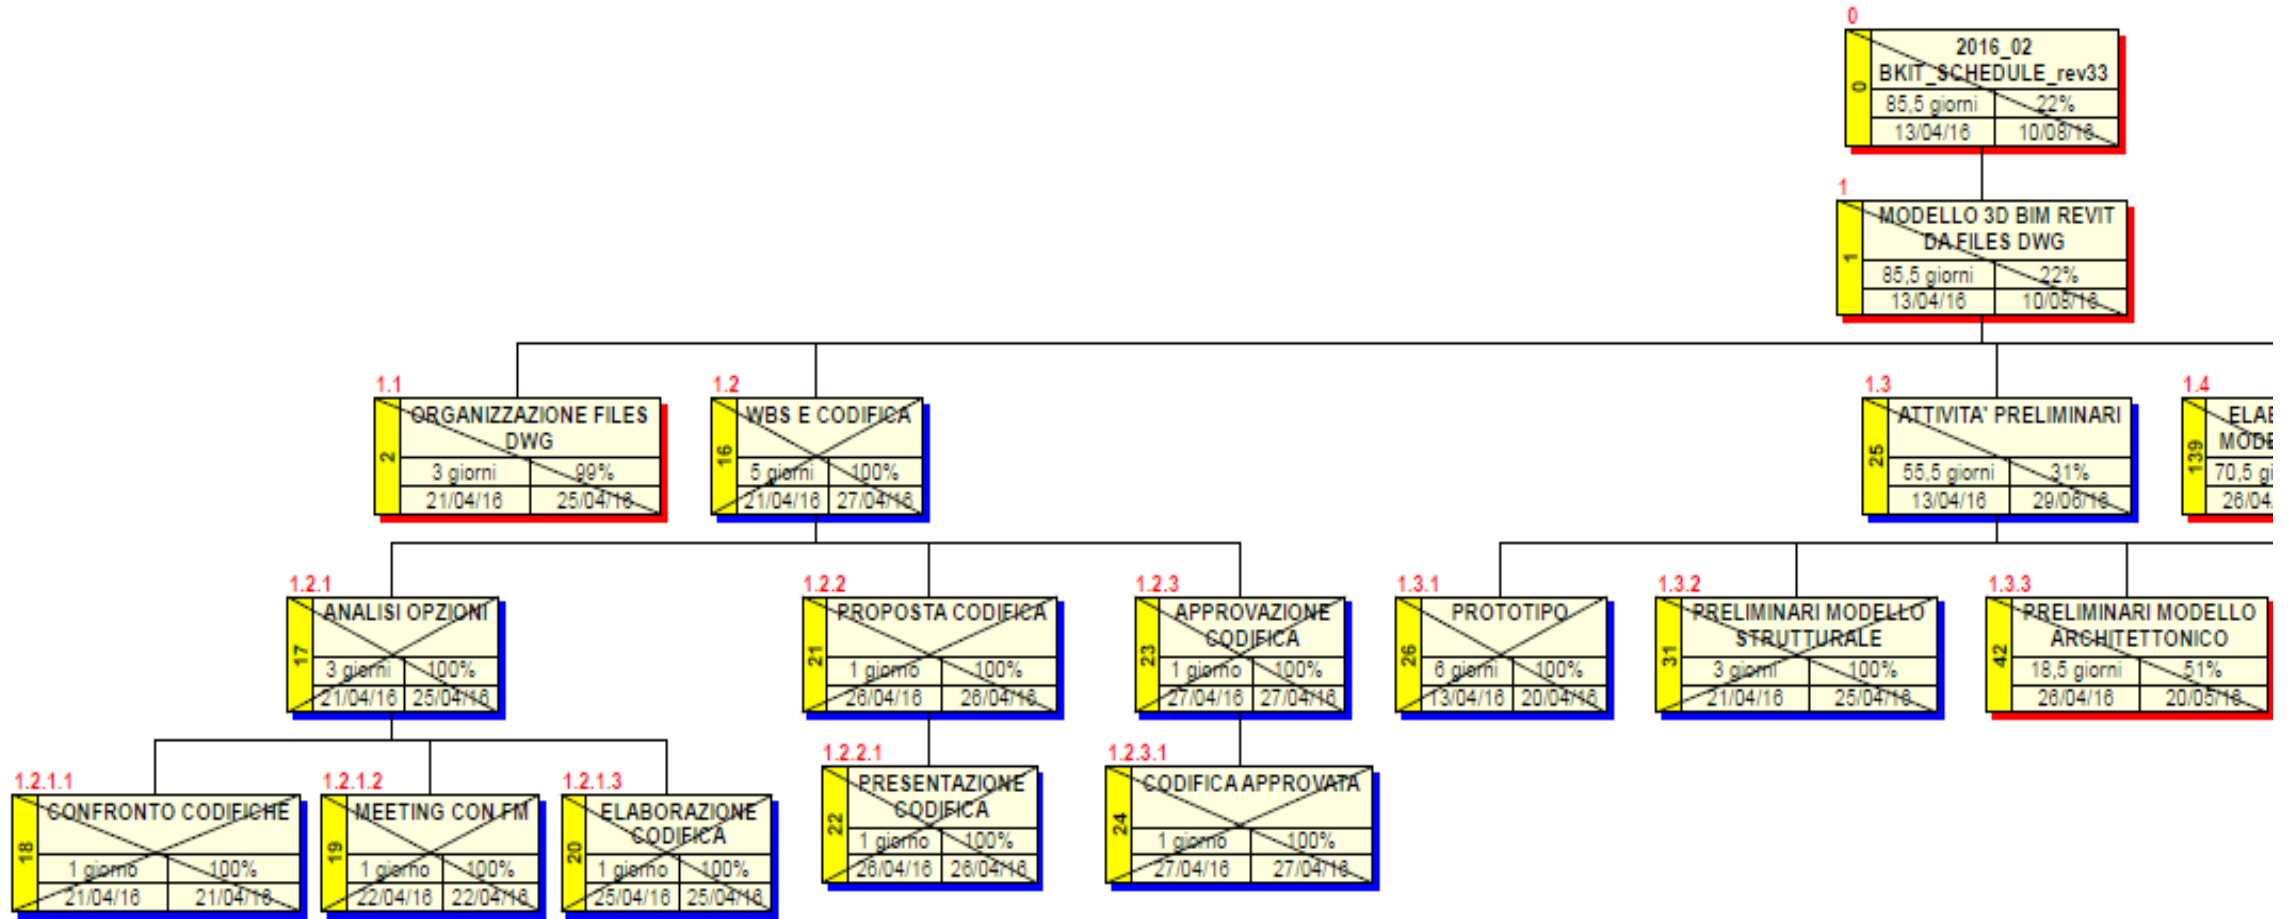 0
2016_02
BKIT_SCHEDULE_rev33
0
85,5 giorni 22%
13/04/16 10/08/16
1
MODELLO 3D BIM REVIT
DA FILES DWG
1
85,5 giorni 22%
13/04/16 10/08/16
1.1
ORGANIZZAZIONE FILES
DWG
2
3 giorni 99%
21/04/16 25/04/16
1.2
WBS E CODIFICA
16
5 giorni 100%
21/04/16 27/04/16
1.3
ATTIVITA' PRELIMINARI
25
55,5 giorni 31%
13/04/16 29/06/16
1.4
ELAB
MODE
139
70,5 gi
26/04/
1.2.1
ANALISI OPZIONI
17
3 giorni 100%
21/04/16 25/04/16
1.2.2
PROPOSTA CODIFICA
21
1 giorno 100%
26/04/16 26/04/16
1.2.3
APPROVAZIONE
CODIFICA
23
1 giorno 100%
27/04/16 27/04/16
1.3.1
PROTOTIPO
26
6 giorni 100%
13/04/16 20/04/16
1.3.2
PRELIMINARI MODELLO
STRUTTURALE
31
3 giorni 100%
21/04/16 25/04/16
1.3.3
PRELIMINARI MODELLO
ARCHITETTONICO
42
18,5 giorni 51%
26/04/16 20/05/16
1.2.1.1
CONFRONTO CODIFICHE
18
1 giorno 100%
21/04/16 21/04/16
1.2.1.2
MEETING CON FM
19
1 giorno 100%
22/04/16 22/04/16
1.2.1.3
ELABORAZIONE
CODIFICA
20
1 giorno 100%
25/04/16 25/04/16
1.2.2.1
PRESENTAZIONE
CODIFICA
22
1 giorno 100%
26/04/16 26/04/16
1.2.3.1
CODIFICA APPROVATA
24
1 giorno 100%
27/04/16 27/04/16